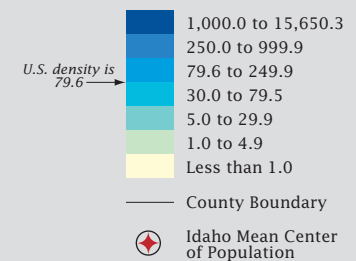 1,000.0 to 15,650.3
250.0 to 999.9
U.S. density is
79.6
79.6 to 249.9
30.0 to 79.5
5.0 to 29.9
1.0 to 4.9
Less than 1.0
County Boundary
Idaho Mean Center
of Population